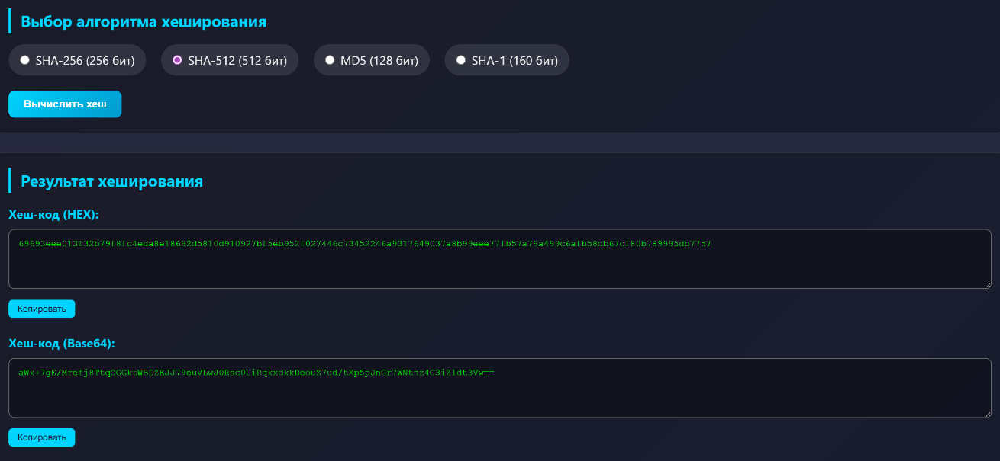 Выбор алгоритма хеширования
SHA-256 (256 бит) SHA-512 (512 бит) MD5 (128 бит) SHA-1 (160 бит)
Вычислить хеш
Результат хеширования
Хеш-код (HEX):
69693eee013f32b79f8fc4eda8e18692d5810d910927bf5eb952f027446c73452246a9317649037a8b99eee77fb57a79a499c6afb58db67cf80b789995db7757
Копировать
Хеш-код (Base64):
aWk+7gE/Mrefj8TtqOGGktWBDZEJJ79euVLwJ0Rsc0UiRqkxdkkDeouZ7ud/tXp5pJnGr7WNtnz4C3iZldt3Vw==
Копировать